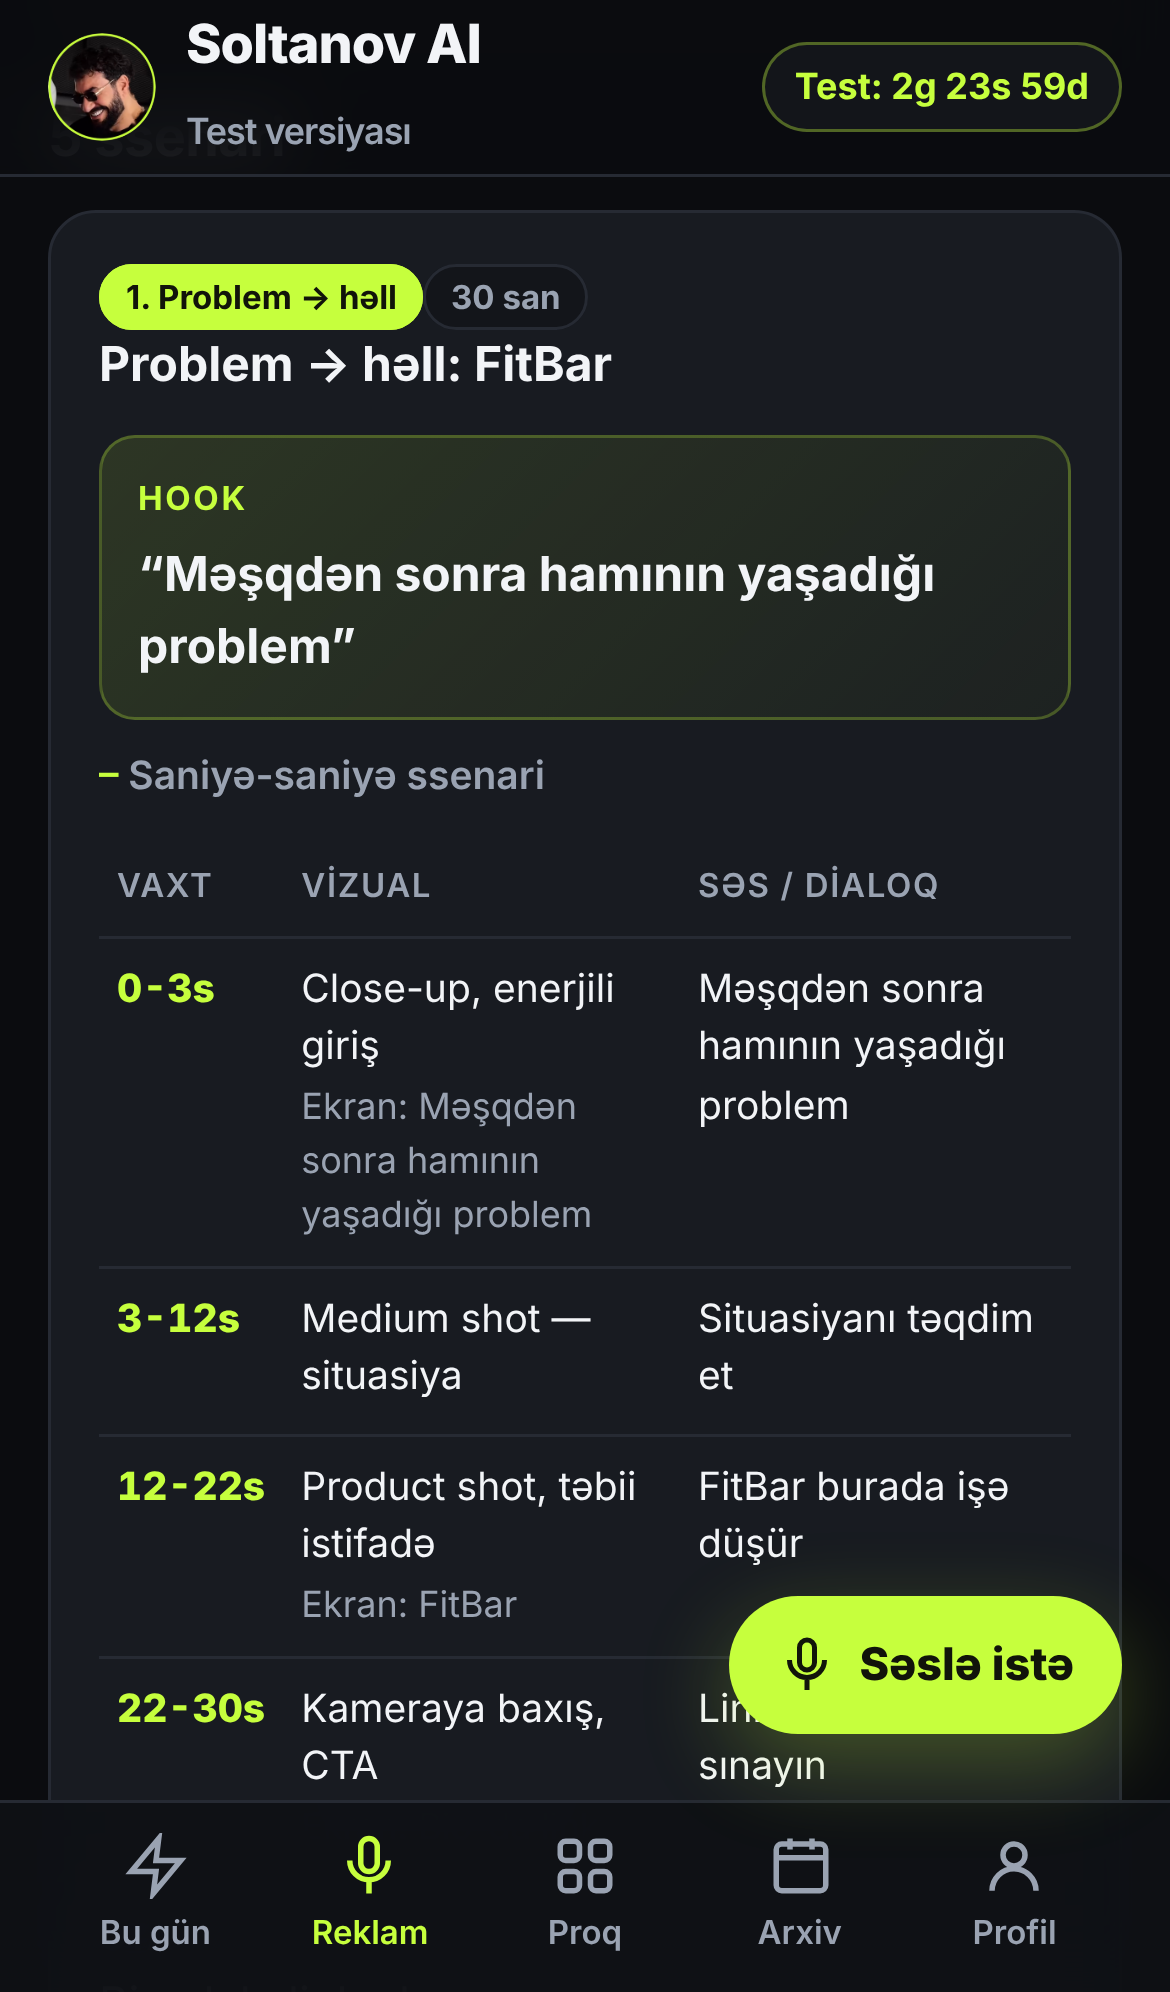 Soltanov AI
Test versiyası
Test: 2g 23s 59d
5 ssenari
1. Problem → həll
30 san
Problem → həll: FitBar
HOOK
“Məşqdən sonra hamının yaşadığı
problem”
– Saniyə-saniyə ssenari
VAXT VİZUAL SƏS / DİALOQ
0-3s
Close-up, enerjili
giriş
Ekran: Məşqdən
sonra hamının
yaşadığı problem
Məşqdən sonra
hamının yaşadığı
problem
3-12s
Medium shot —
situasiya
Situasiyanı təqdim
et
12-22s
Product shot, təbii
istifadə
Ekran: FitBar
FitBar burada işə
düşür
22-30s
Kameraya baxış,
CTA
sınayın
Səslə istə
Bu gün
Reklam
Proq
Arxiv
Profil